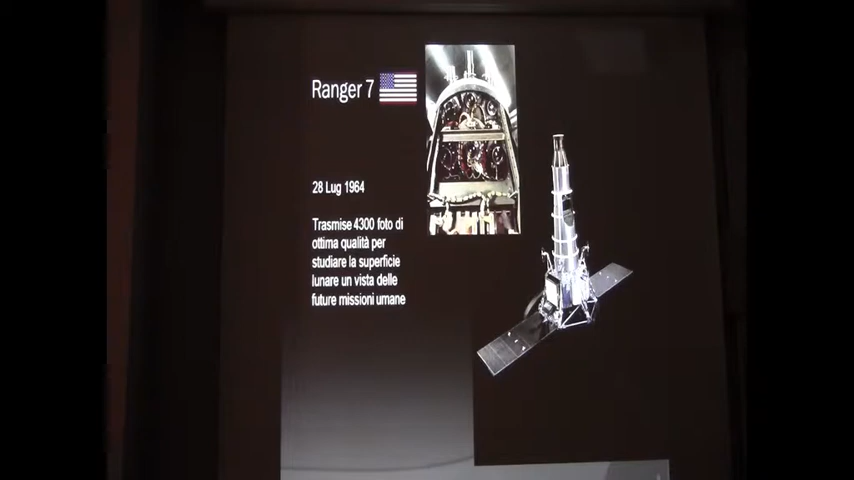 Ranger 7
28 Lug 1964
Trasmise 4300 foto di
ottima qualità per
studiare la superficie
lunare un vista delle
future missioni umane